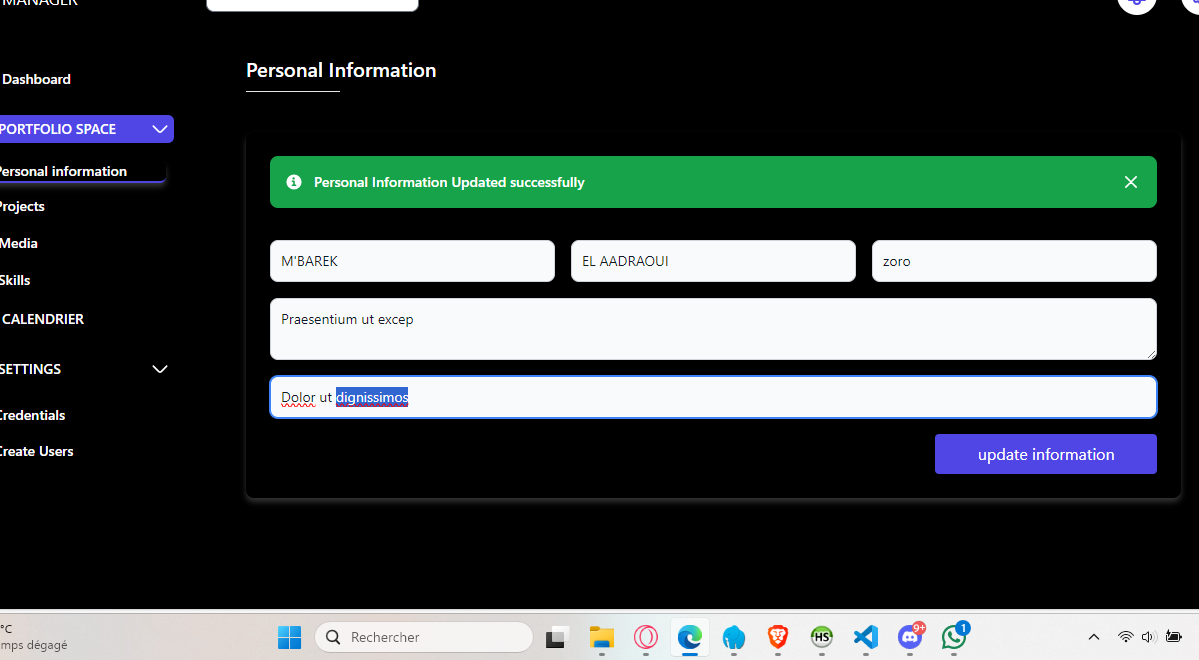 MANAGER
Dashboard
PORTFOLIO SPACE
Personal information
Projects
Media
Skills
CALENDRIER
SETTINGS
Credentials
Create Users
Personal Information
Personal Information Updated successfully
M'BAREK
EL AADRAOUI
zoro
Praesentium ut excep
Dolor ut dignissimos
update information
°C
mps dégagé
Rechercher
HS
9+
1